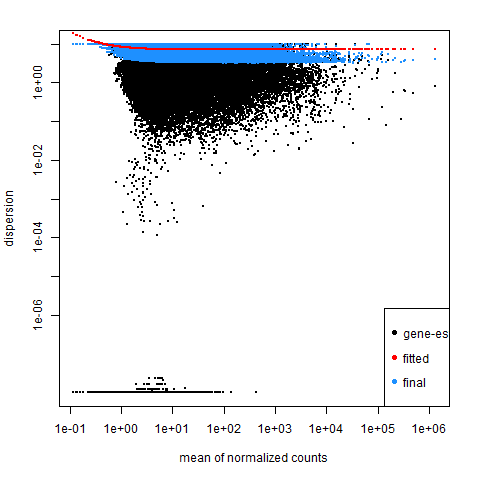 dispersion
1e+00
1e-02
1e-04
1e-06
gene-es
fitted
final
1e-01 1e+00 1e+01 1e+02 1e+03 1e+04 1e+05 1e+06
mean of normalized counts